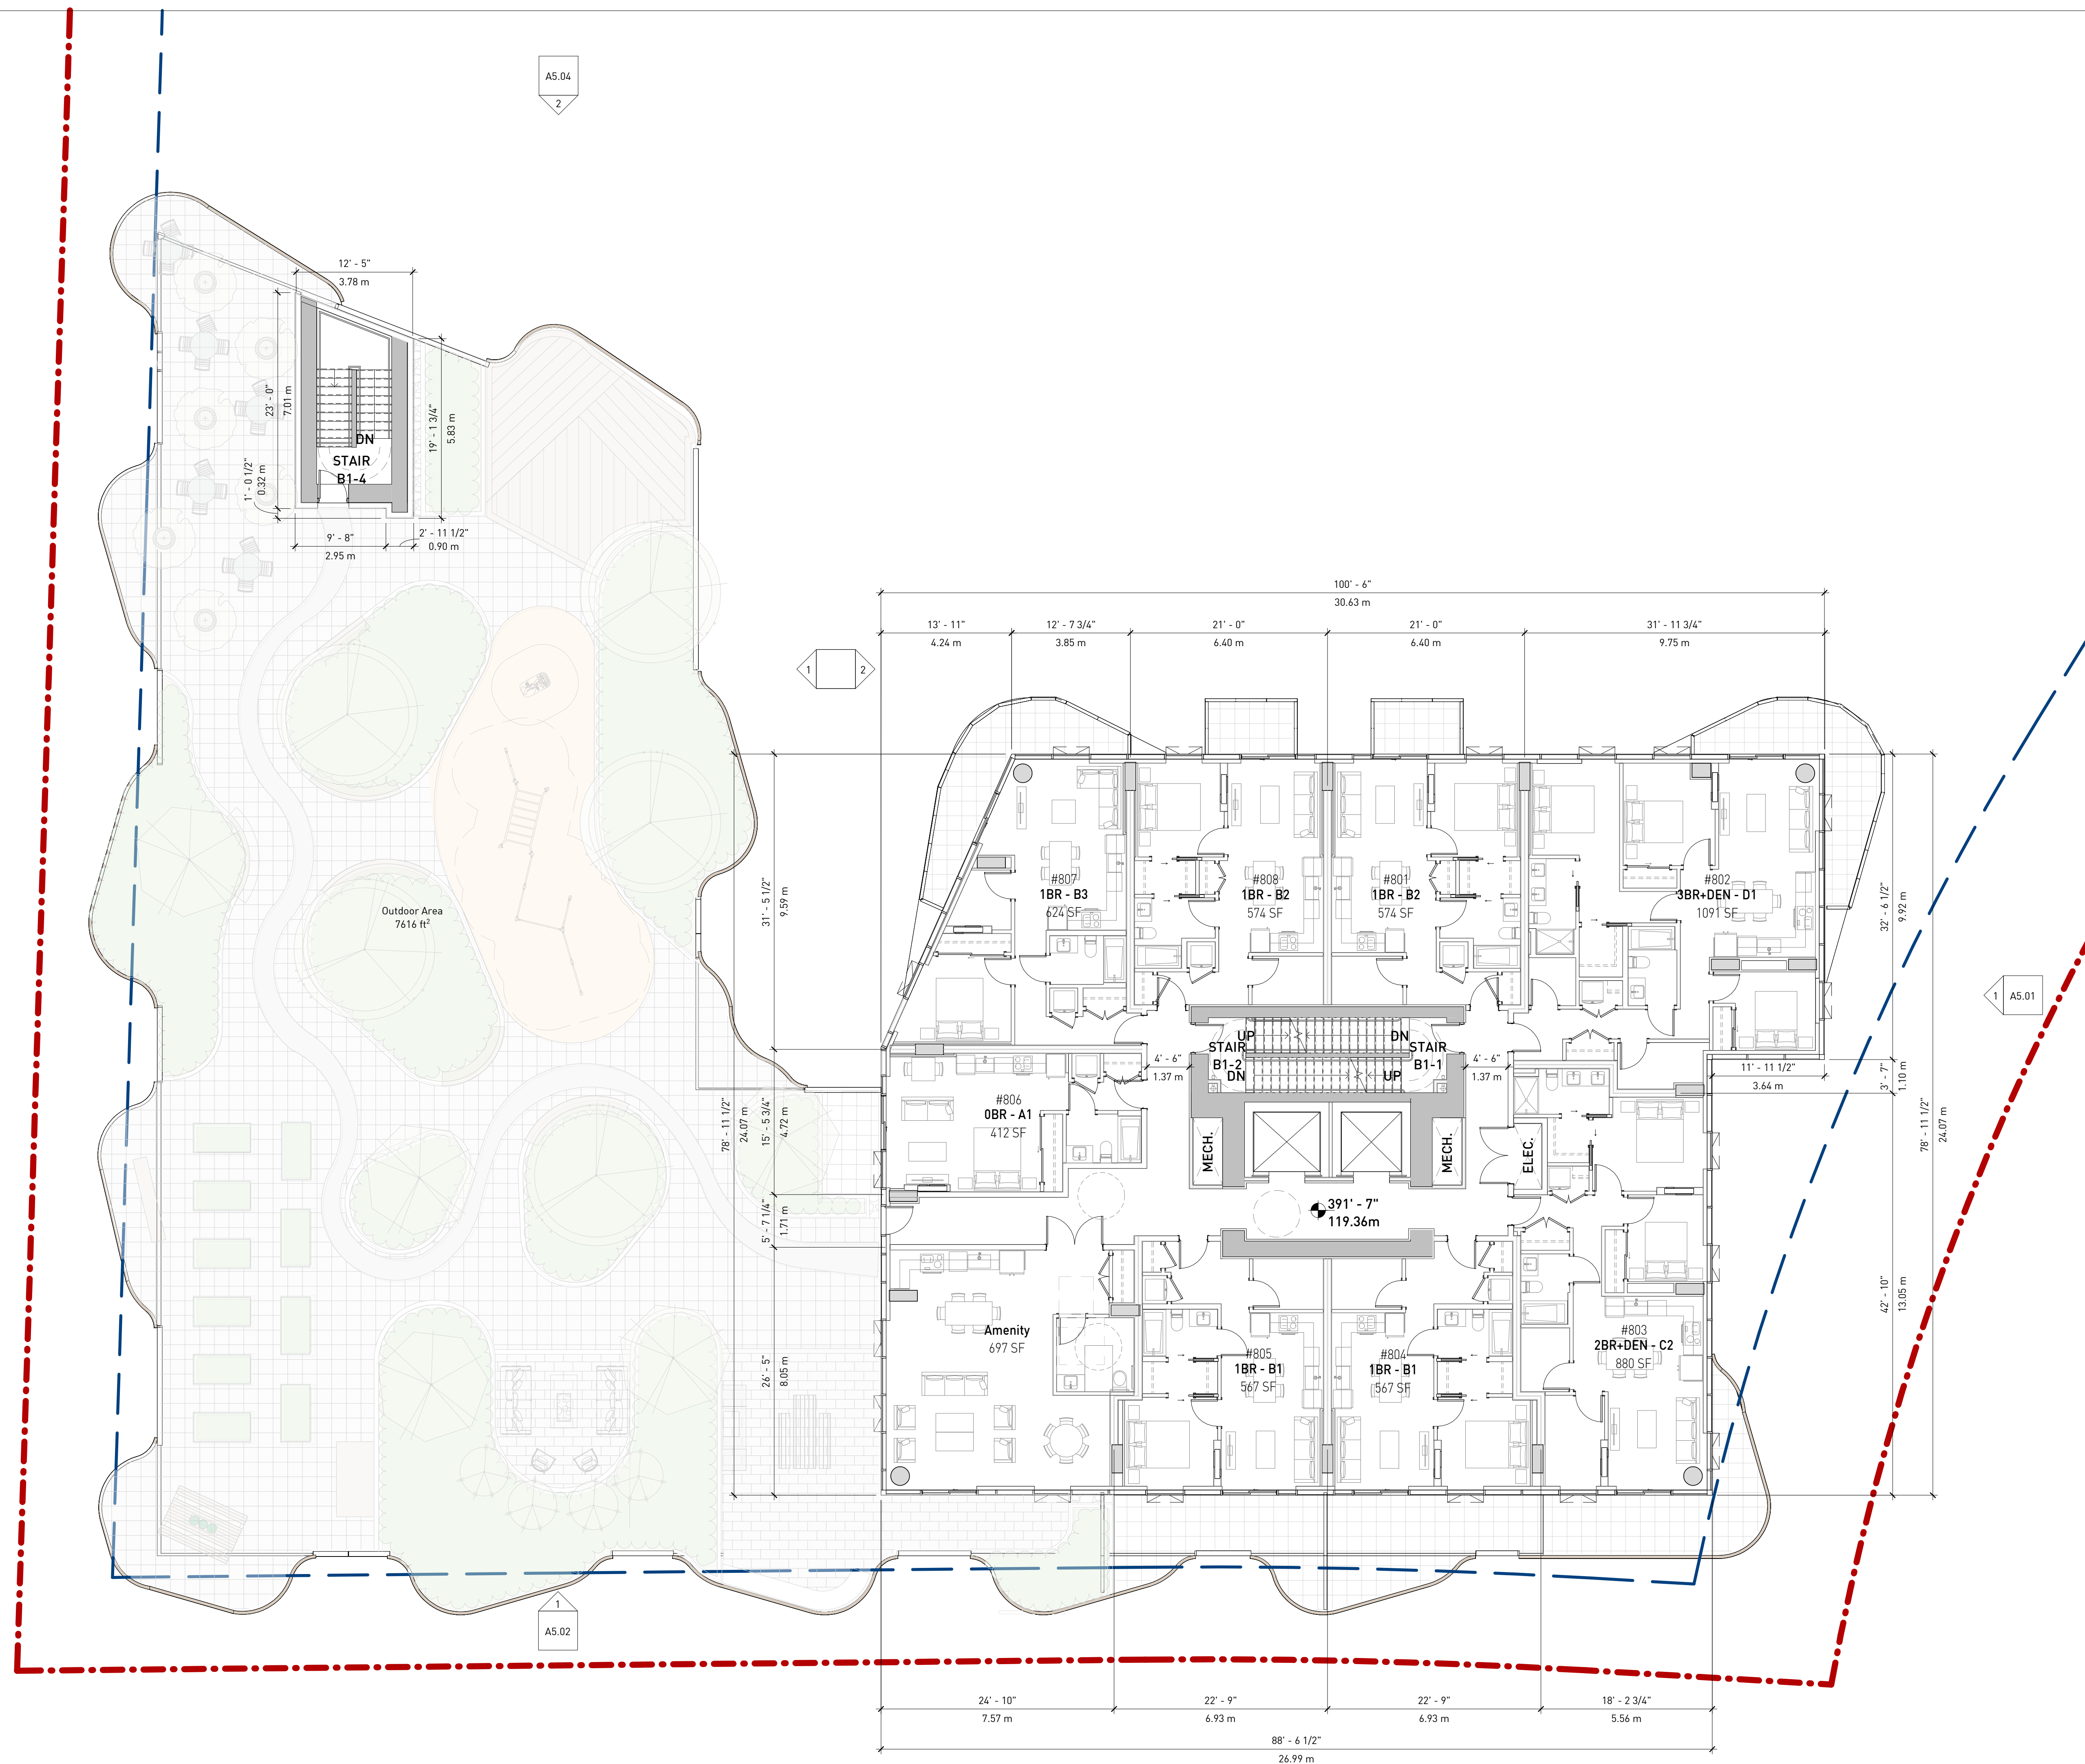 A5.04
2
12' - 5"
3.78 m
23' - 0"
7.01 m
19' - 1 3/4"
5.83 m
DN
STAIR
B1-4
1' - 0 1/2"
0.32 m
9' - 8"
2.95 m
2' - 11 1/2"
0.90 m
100' - 6"
30.63 m
13' - 11"
4.24 m
12' - 7 3/4"
3.85 m
21' - 0"
6.40 m
21' - 0"
6.40 m
31' - 11 3/4"
9.75 m
1
2
Outdoor Area
7616 ft²
31' - 5 1/2"
9.59 m
#807
1BR - B3
624 SF
#808
1BR - B2
574 SF
#801
1BR - B2
574 SF
#802
3BR+DEN - D1
1091 SF
32' - 6 1/2"
9.92 m
1
A5.01
UP
STAIR
B1-2
DN
DN
STAIR
B1-1
UP
4' - 6"
1.37 m
4' - 6"
1.37 m
11' - 11 1/2"
3.64 m
3' - 7"
1.10 m
78' - 11 1/2"
24.07 m
78' - 11 1/2"
24.07 m
15' - 5 3/4"
4.72 m
#806
0BR - A1
412 SF
MECH.
MECH.
ELEC.
391' - 7"
119.36m
5' - 7 1/4"
1.71 m
42' - 10"
13.05 m
26' - 5"
8.05 m
Amenity
697 SF
#805
1BR - B1
567 SF
#804
1BR - B1
567 SF
#803
2BR+DEN - C2
880 SF
1
A5.02
24' - 10"
7.57 m
22' - 9"
6.93 m
22' - 9"
6.93 m
18' - 2 3/4"
5.56 m
88' - 6 1/2"
26.99 m